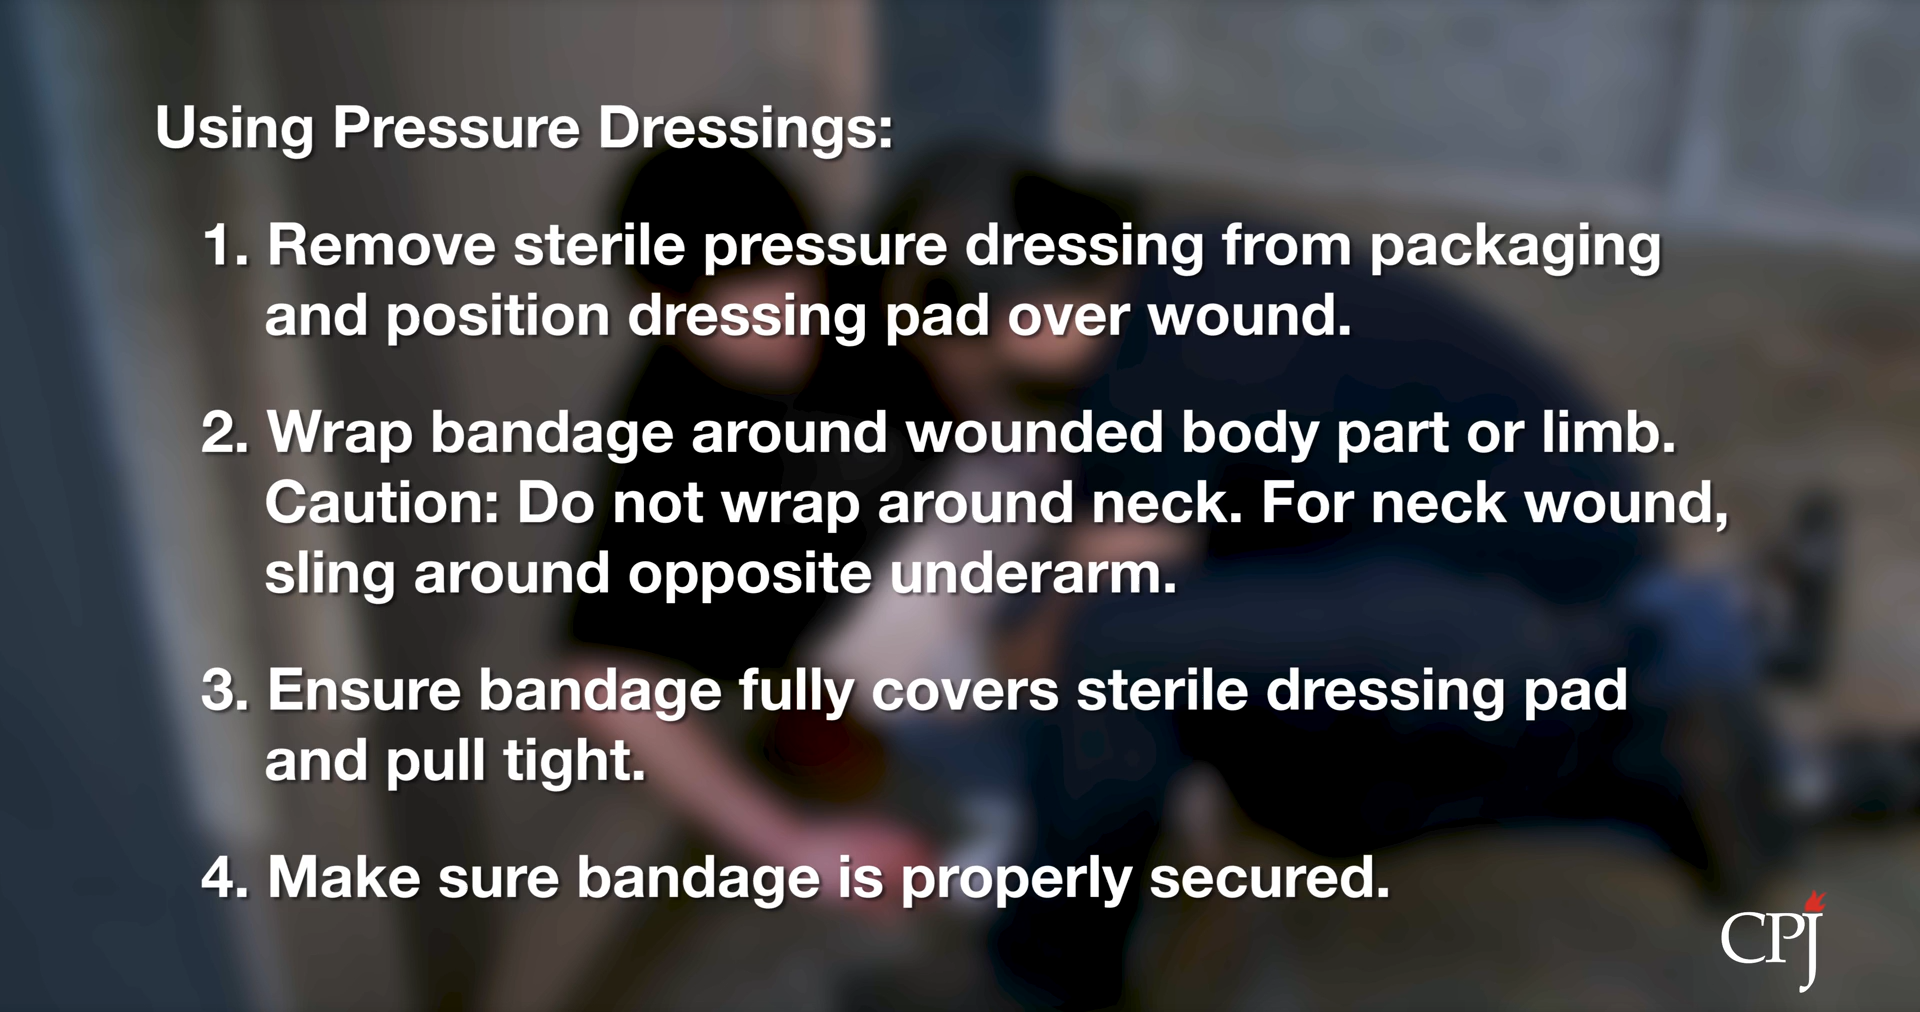 Using Pressure Dressings:
1. Remove sterile pressure dressing from packaging
and position dressing pad over wound.
2. Wrap bandage around wounded body part or limb.
Caution: Do not wrap around neck. For neck wound,
sling around opposite underarm.
3. Ensure bandage fully covers sterile dressing pad
and pull tight.
4. Make sure bandage is properly secured.
CPJ